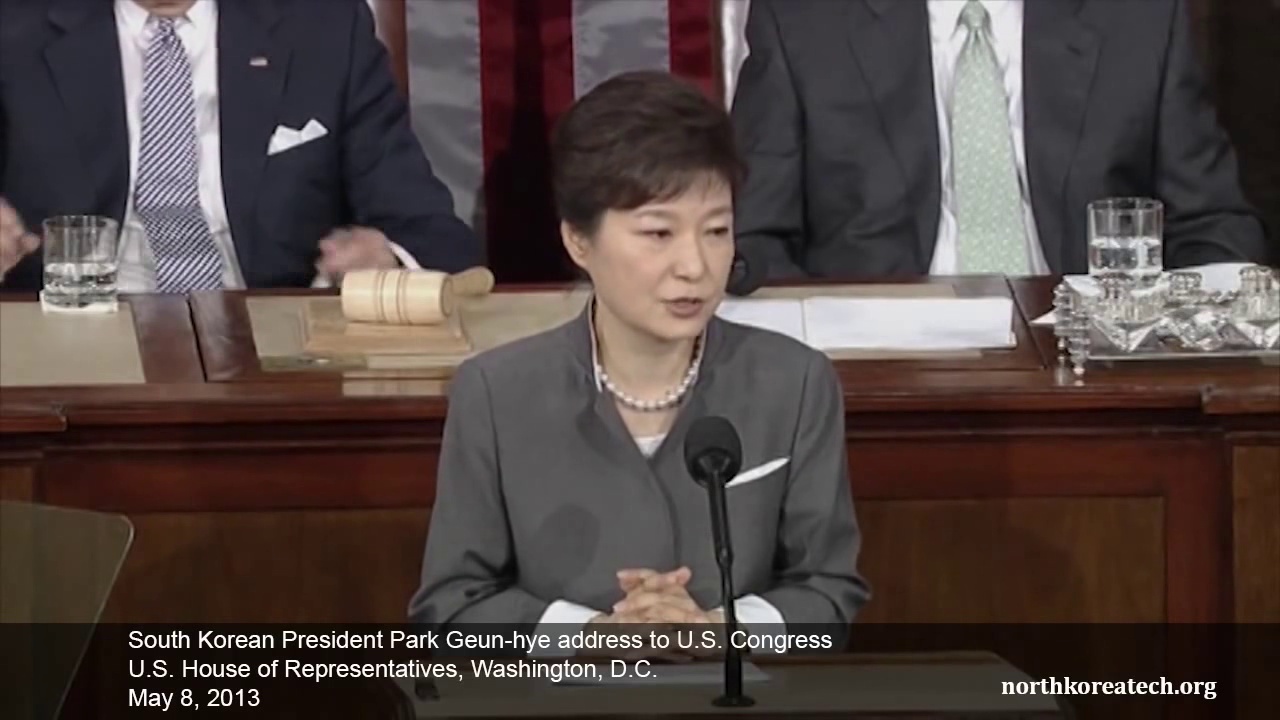 South Korean President Park Geun-hye address to U.S. Congress
U.S. House of Representatives, Washington, D.C.
May 8, 2013
northkoreatech.org